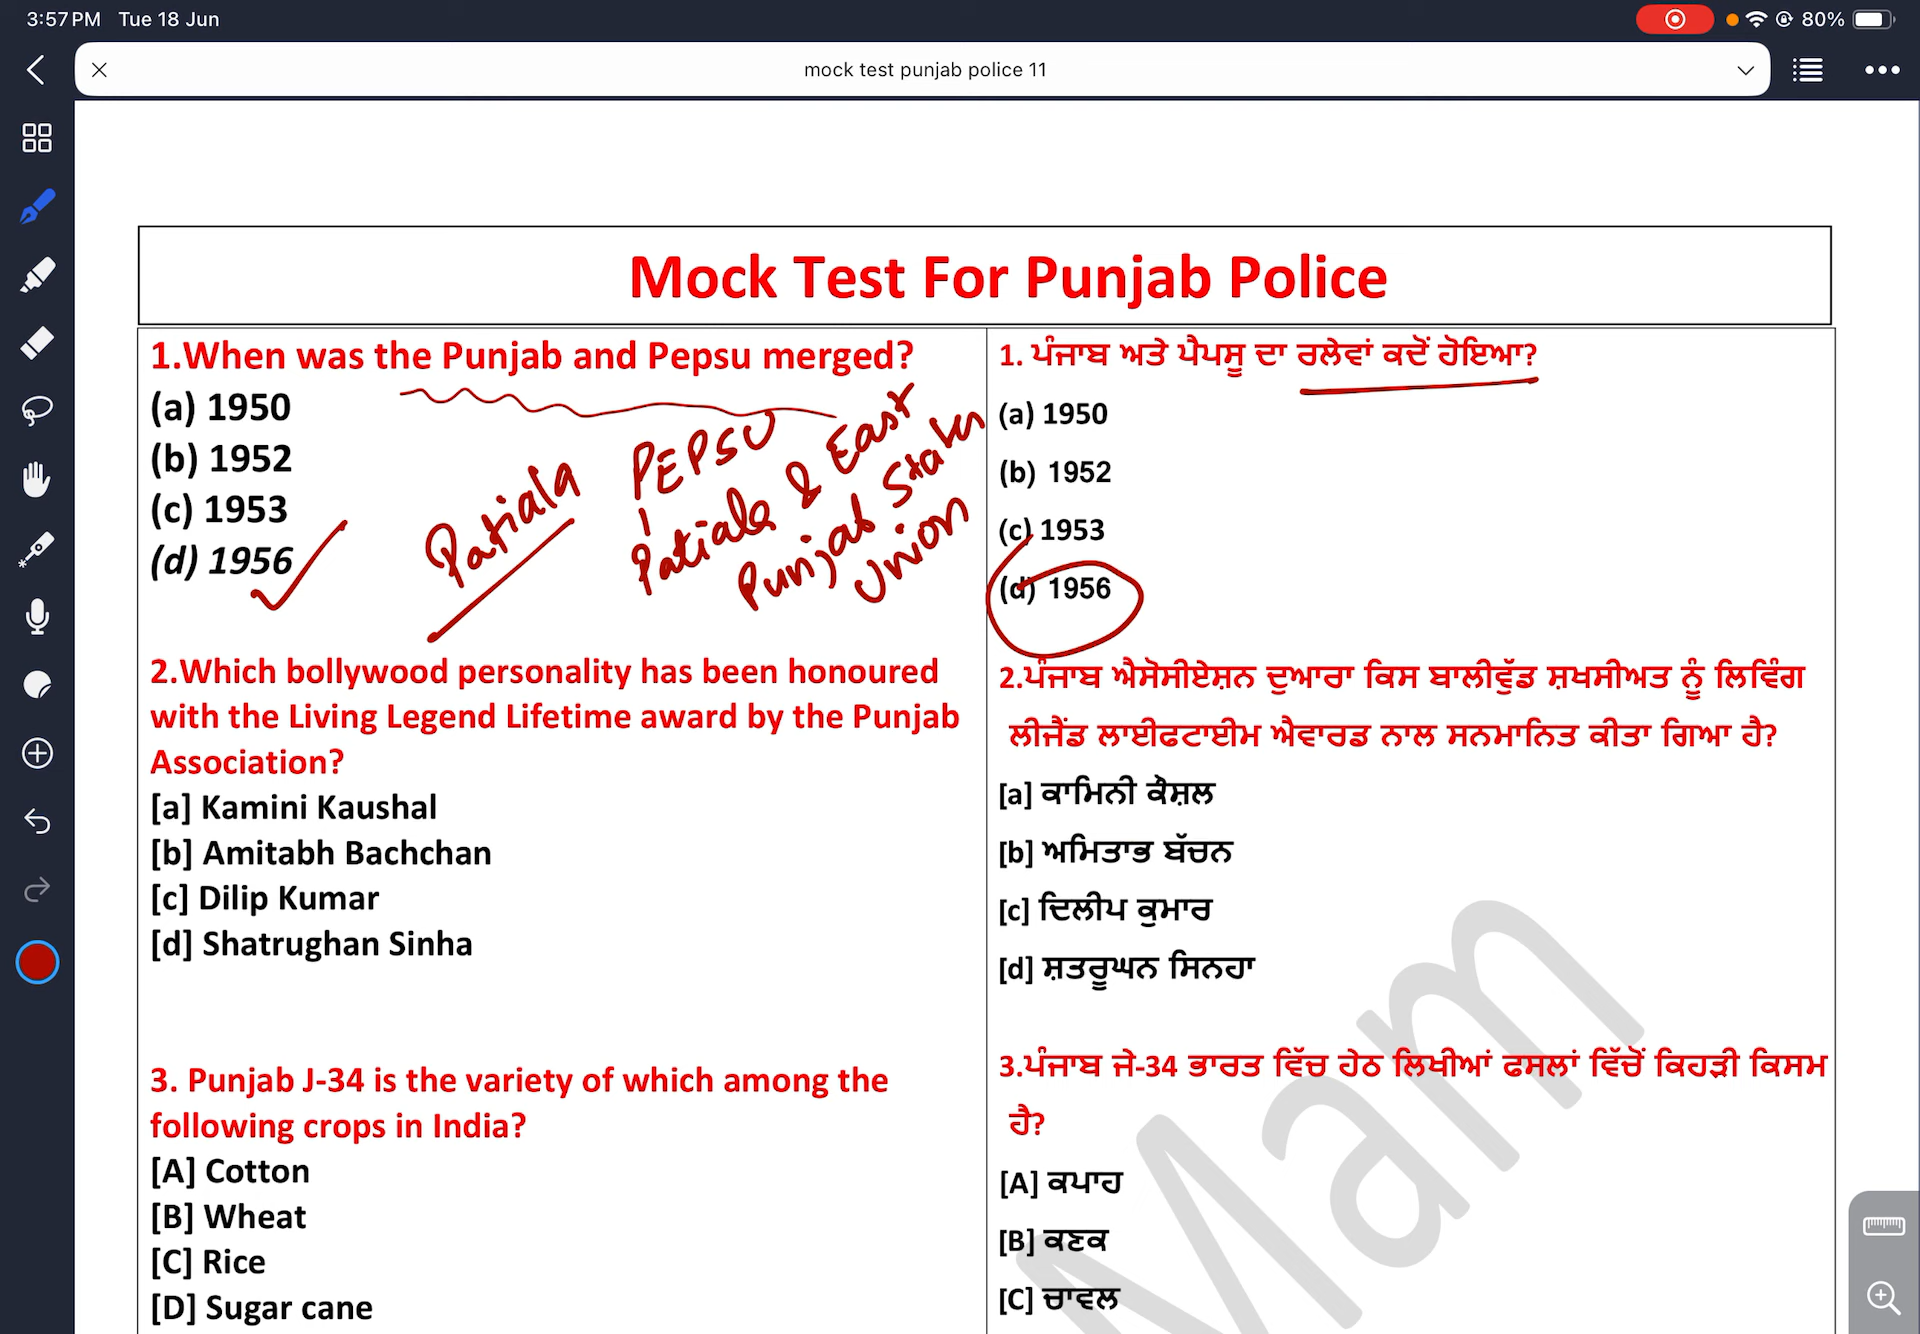 3:57 PM Tue 18 Jun
80%
mock test punjab police 11
Mock Test For Punjab Police
1.When was the Punjab and Pepsu merged?
(a) 1950
(b) 1952
(c) 1953
(d) 1956
Patiala
PEPSU
Patiala & East
Punjab States
Union
2.Which bollywood personality has been honoured
with the Living Legend Lifetime award by the Punjab
Association?
[a] Kamini Kaushal
[b] Amitabh Bachchan
[c] Dilip Kumar
[d] Shatrughan Sinha
3. Punjab J-34 is the variety of which among the
following crops in India?
[A] Cotton
[B] Wheat
[C] Rice
[D] Sugar cane
1. ਪੰਜਾਬ ਅਤੇ ਪੈਪਸੂ ਦਾ ਰਲੇਵਾਂ ਕਦੋਂ ਹੋਇਆ?
(a) 1950
(b) 1952
(c) 1953
(d) 1956
2.ਪੰਜਾਬ ਐਸੋਸੀਏਸ਼ਨ ਦੁਆਰਾ ਕਿਸ ਬਾਲੀਵੁੱਡ ਸ਼ਖਸੀਅਤ ਨੂੰ ਲਿਵਿੰਗ
ਲੀਜੈਂਡ ਲਾਈਫਟਾਈਮ ਐਵਾਰਡ ਨਾਲ ਸਨਮਾਨਿਤ ਕੀਤਾ ਗਿਆ ਹੈ?
[a] ਕਾਮਿਨੀ ਕੌਸ਼ਲ
[b] ਅਮਿਤਾਭ ਬੱਚਨ
[c] ਦਿਲੀਪ ਕੁਮਾਰ
[d] ਸ਼ਤਰੂਘਨ ਸਿਨਹਾ
3.ਪੰਜਾਬ ਜੇ-34 ਭਾਰਤ ਵਿੱਚ ਹੇਠ ਲਿਖੀਆਂ ਫਸਲਾਂ ਵਿੱਚੋਂ ਕਿਹੜੀ ਕਿਸਮ
ਹੈ?
[A] ਕਪਾਹ
[B] ਕਣਕ
[C] ਚਾਵਲ
Mam